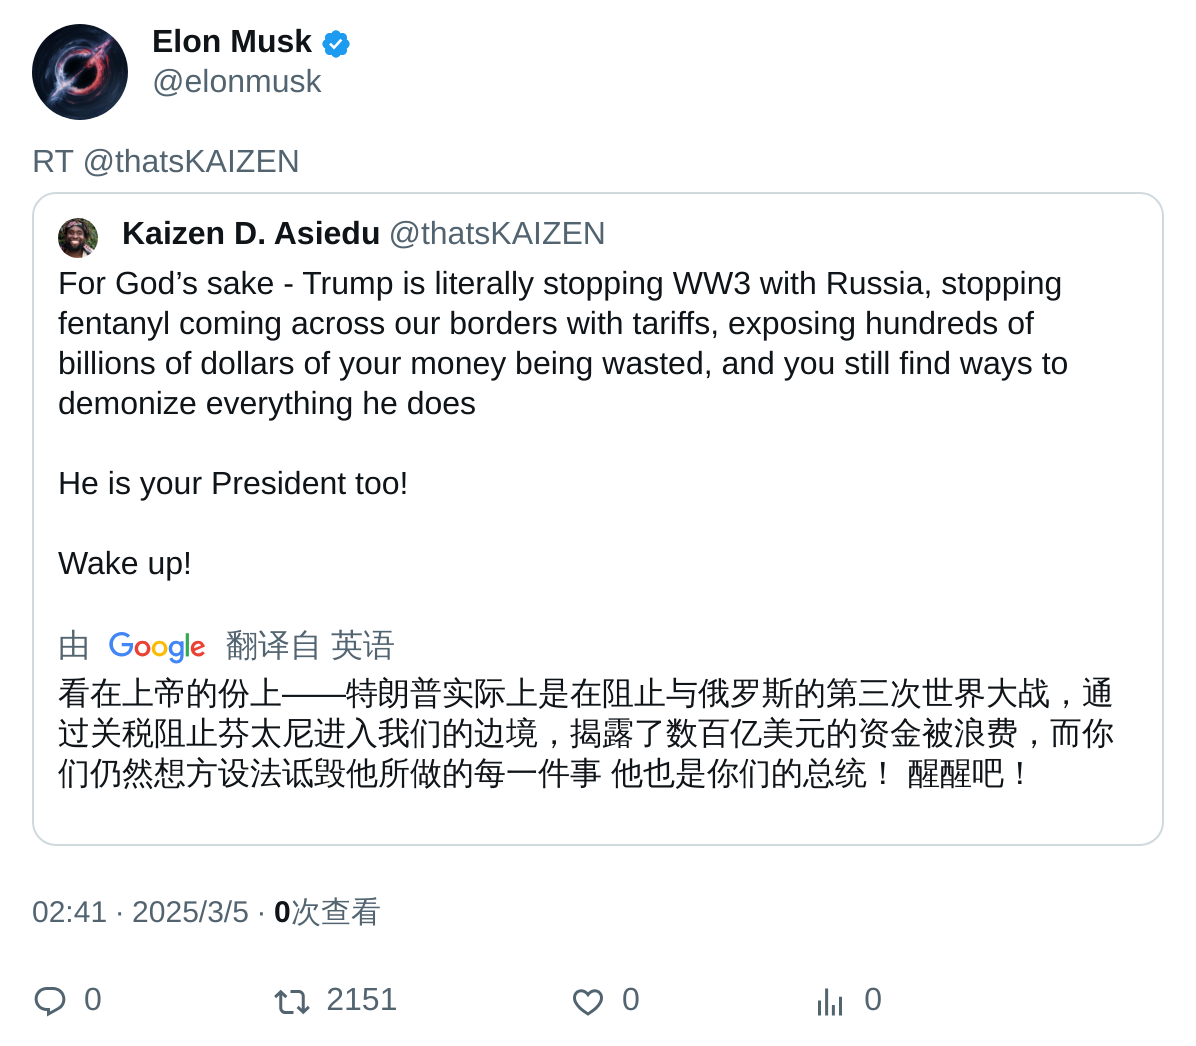 Elon Musk
@elonmusk
RT @thatsKAIZEN
Kaizen D. Asiedu @thatsKAIZEN
For God’s sake - Trump is literally stopping WW3 with Russia, stopping
fentanyl coming across our borders with tariffs, exposing hundreds of
billions of dollars of your money being wasted, and you still find ways to
demonize everything he does
He is your President too!
Wake up!
由 Google 翻译自 英语
看在上帝的份上——特朗普实际上是在阻止与俄罗斯的第三次世界大战，通
过关税阻止芬太尼进入我们的边境，揭露了数百亿美元的资金被浪费，而你
们仍然想方设法诋毁他所做的每一件事 他也是你们的总统！ 醒醒吧！
02:41 · 2025/3/5 · 0次查看
0 2151 0 0